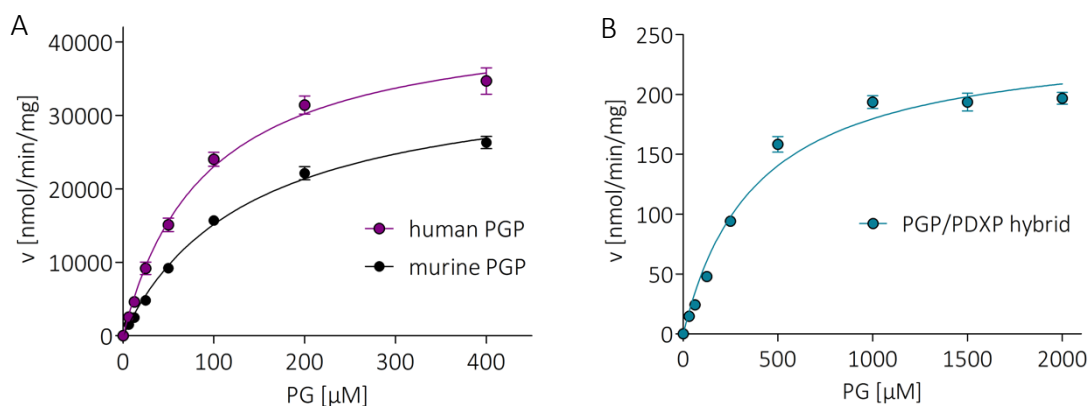 A
v [nmol/min/mg]
40000
30000
20000
10000
0
0
100
200
300
400
PG [µM]
human PGP
murine PGP
B
v [nmol/min/mg]
250
200
150
100
50
0
0
500
1000
1500
2000
PG [µM]
PGP/PDXP hybrid